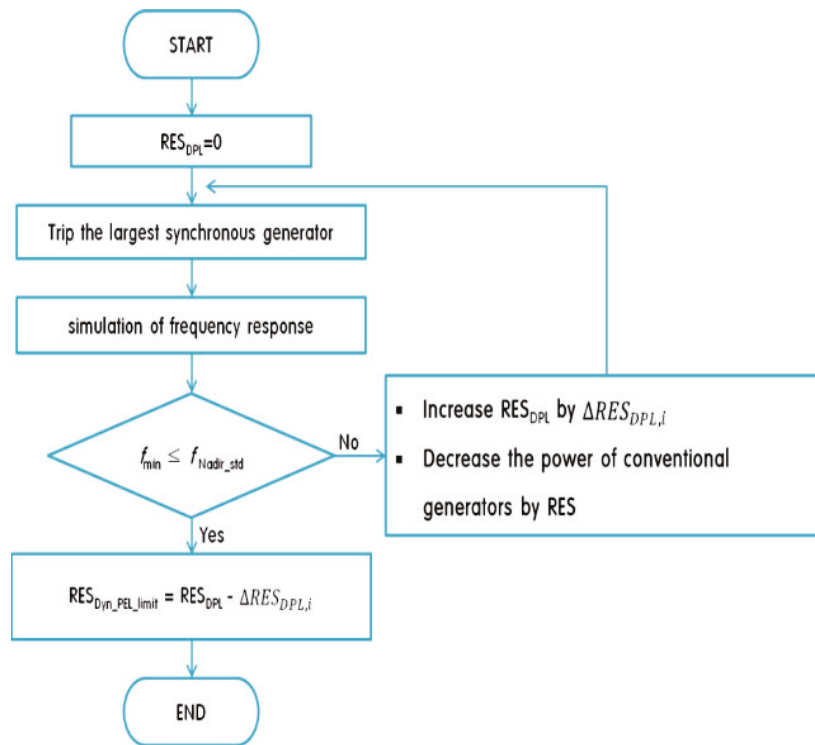 START
RES_DPL=0
Trip the largest synchronous generator
simulation of frequency response
f_min ≤ f_Nadir_std
No
▪ Increase RES_DPL by ΔRES_DPL,i
▪ Decrease the power of conventional
generators by RES
Yes
RES_Dyn_PEL_limit = RES_DPL - ΔRES_DPL,i
END